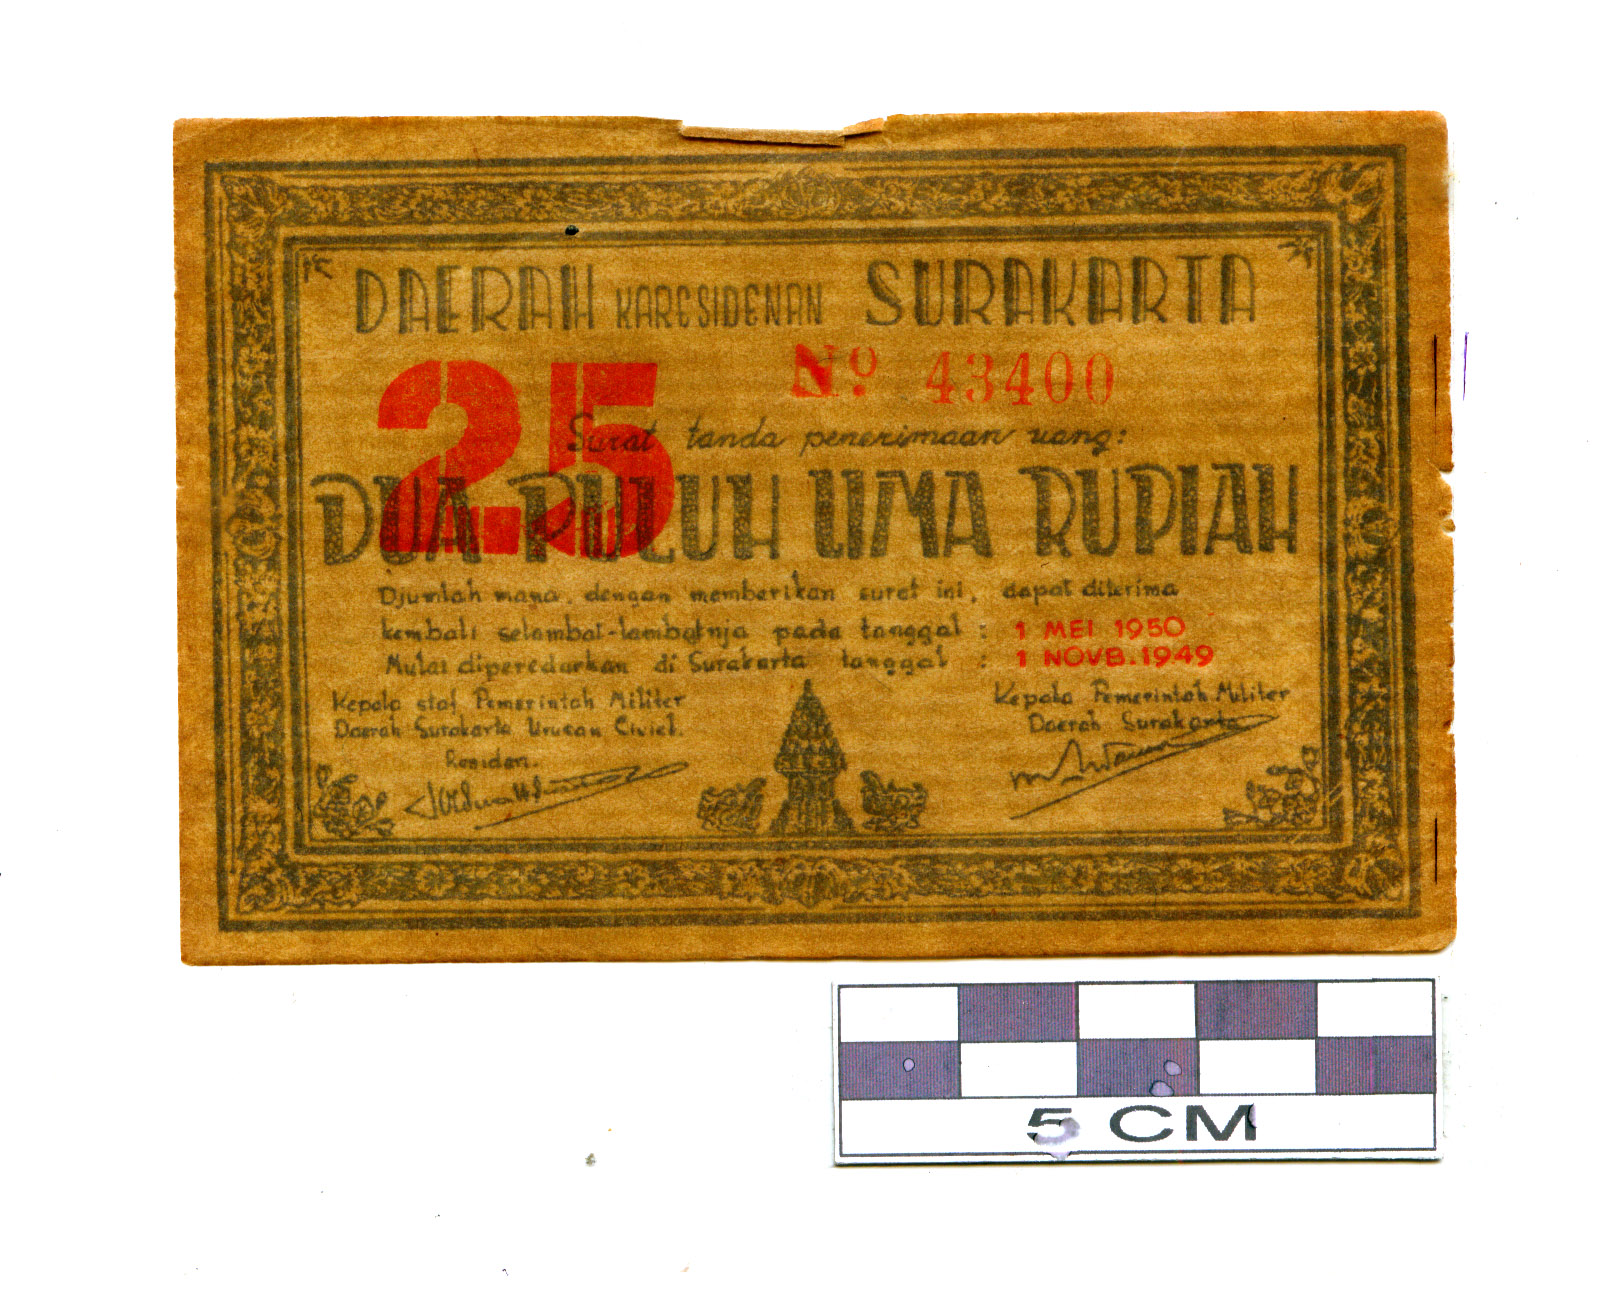 DAERAH KARESIDENAN SURAKARTA
25
No 43400
Surat tanda penerimaan uang:
DUA PULUH LIMA RUPIAH
Djumlah mana, dengan memberikan surat ini, dapat diterima
kembali selambat-lambatnja pada tanggal : 1 MEI 1950
Mulai diperedarkan di Surakarta tanggal : 1 NOVB.1949
Kepala staf Pemerintah Militer
Daerah Surakarta Urusan Civiel.
Residen.
Kepala Pemerintah Militer
Daerah Surakarta
5 CM